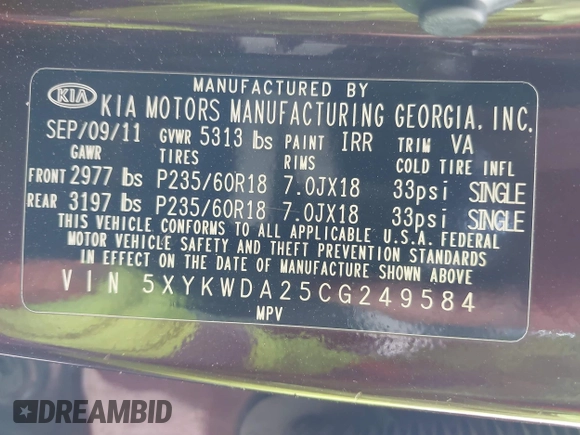 MANUFACTURED BY
KIA KIA MOTORS MANUFACTURING GEORGIA, INC.
SEP/09/11 GVWR 5313 lbs PAINT IRR TRIM VA
GAWR TIRES RIMS COLD TIRE INFL
FRONT 2977 lbs P235/60R18 7.0JX18 33psi SINGLE
REAR 3197 lbs P235/60R18 7.0JX18 33psi SINGLE
THIS VEHICLE CONFORMS TO ALL APPLICABLE U.S.A. FEDERAL
MOTOR VEHICLE SAFETY AND THEFT PREVENTION STANDARDS
IN EFFECT ON THE DATE OF MANUFACTURE SHOWN ABOVE.
VIN 5XYKWDA25CG249584
MPV
DREAMBID